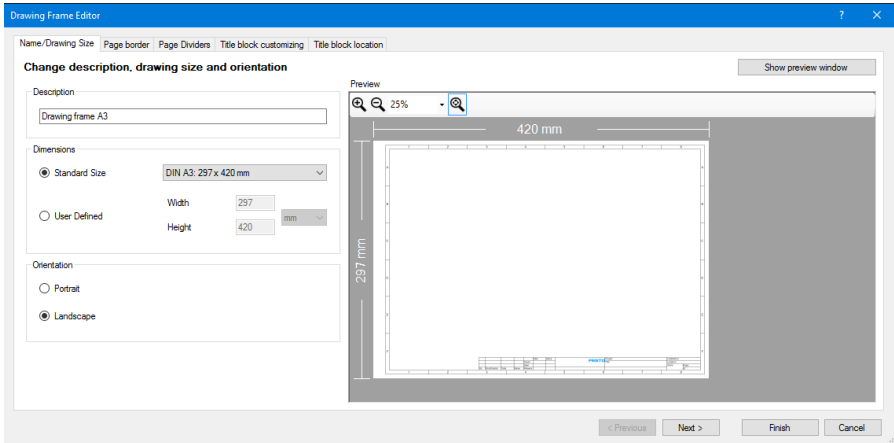 Drawing Frame Editor
? ×
Name/Drawing Size Page border Page Dividers Title block customizing Title block location
Change description, drawing size and orientation
Show preview window
Description
Drawing frame A3
Preview
25%
420 mm
Dimensions
Standard Size DIN A3: 297 x 420 mm
User Defined
Width 297
mm
Height 420
297 mm
Orientation
Portrait
Landscape
FESTO
< Previous Next > Finish Cancel